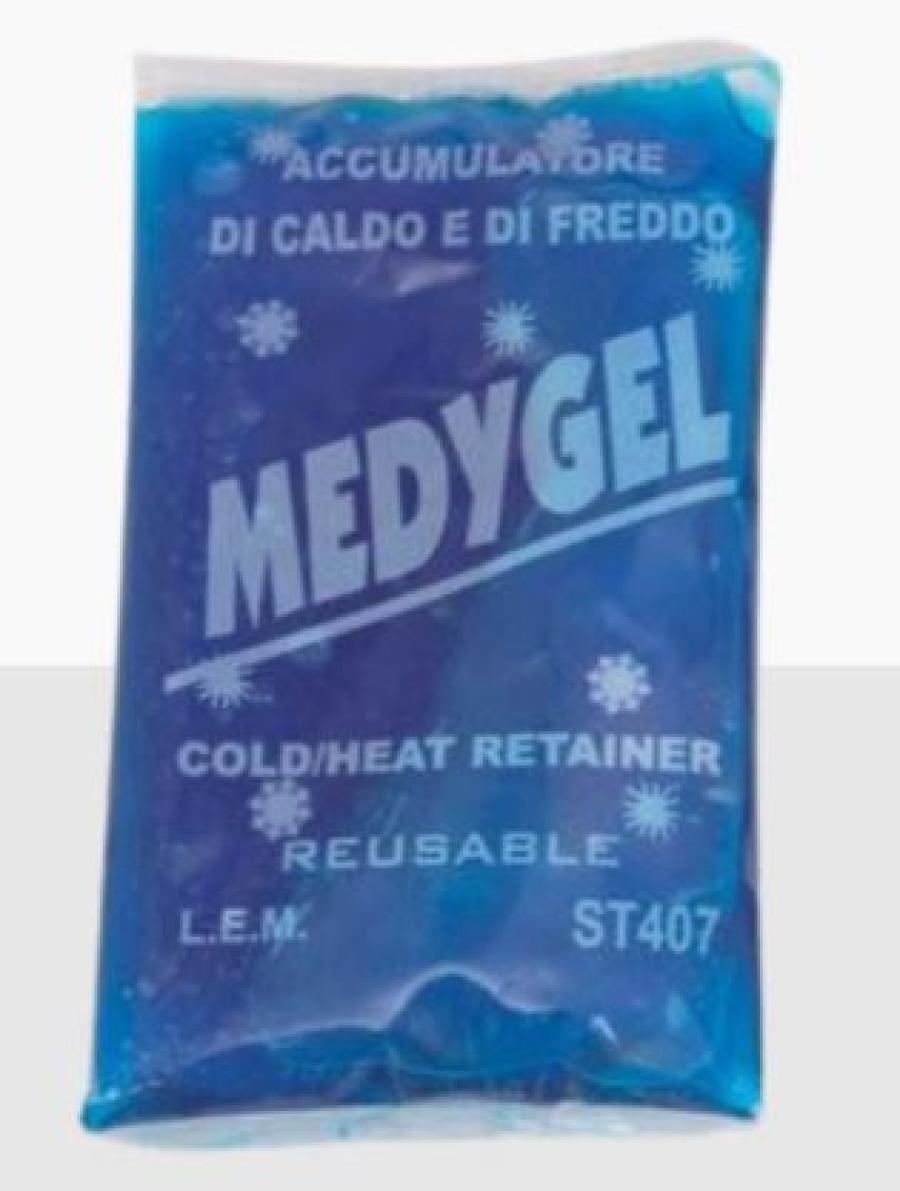 ACCUMULATORE
DI CALDO E DI FREDDO
MEDYGEL
COLD/HEAT RETAINER
REUSABLE
L.E.M. ST407